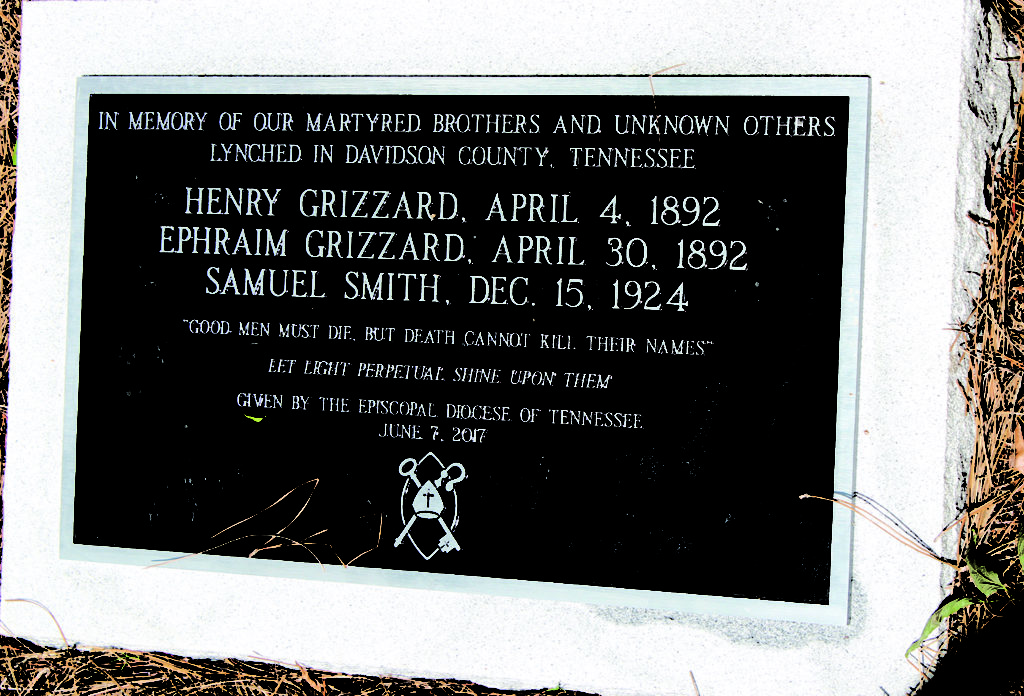 IN MEMORY OF OUR MARTYRED BROTHERS AND UNKNOWN OTHERS
LYNCHED IN DAVIDSON COUNTY, TENNESSEE
HENRY GRIZZARD, APRIL 4, 1892
EPHRAIM GRIZZARD, APRIL 30, 1892
SAMUEL SMITH, DEC. 15, 1924
"GOOD MEN MUST DIE, BUT DEATH CANNOT KILL THEIR NAMES"
LET LIGHT PERPETUAL SHINE UPON THEM
GIVEN BY THE EPISCOPAL DIOCESE OF TENNESSEE
JUNE 7, 2017